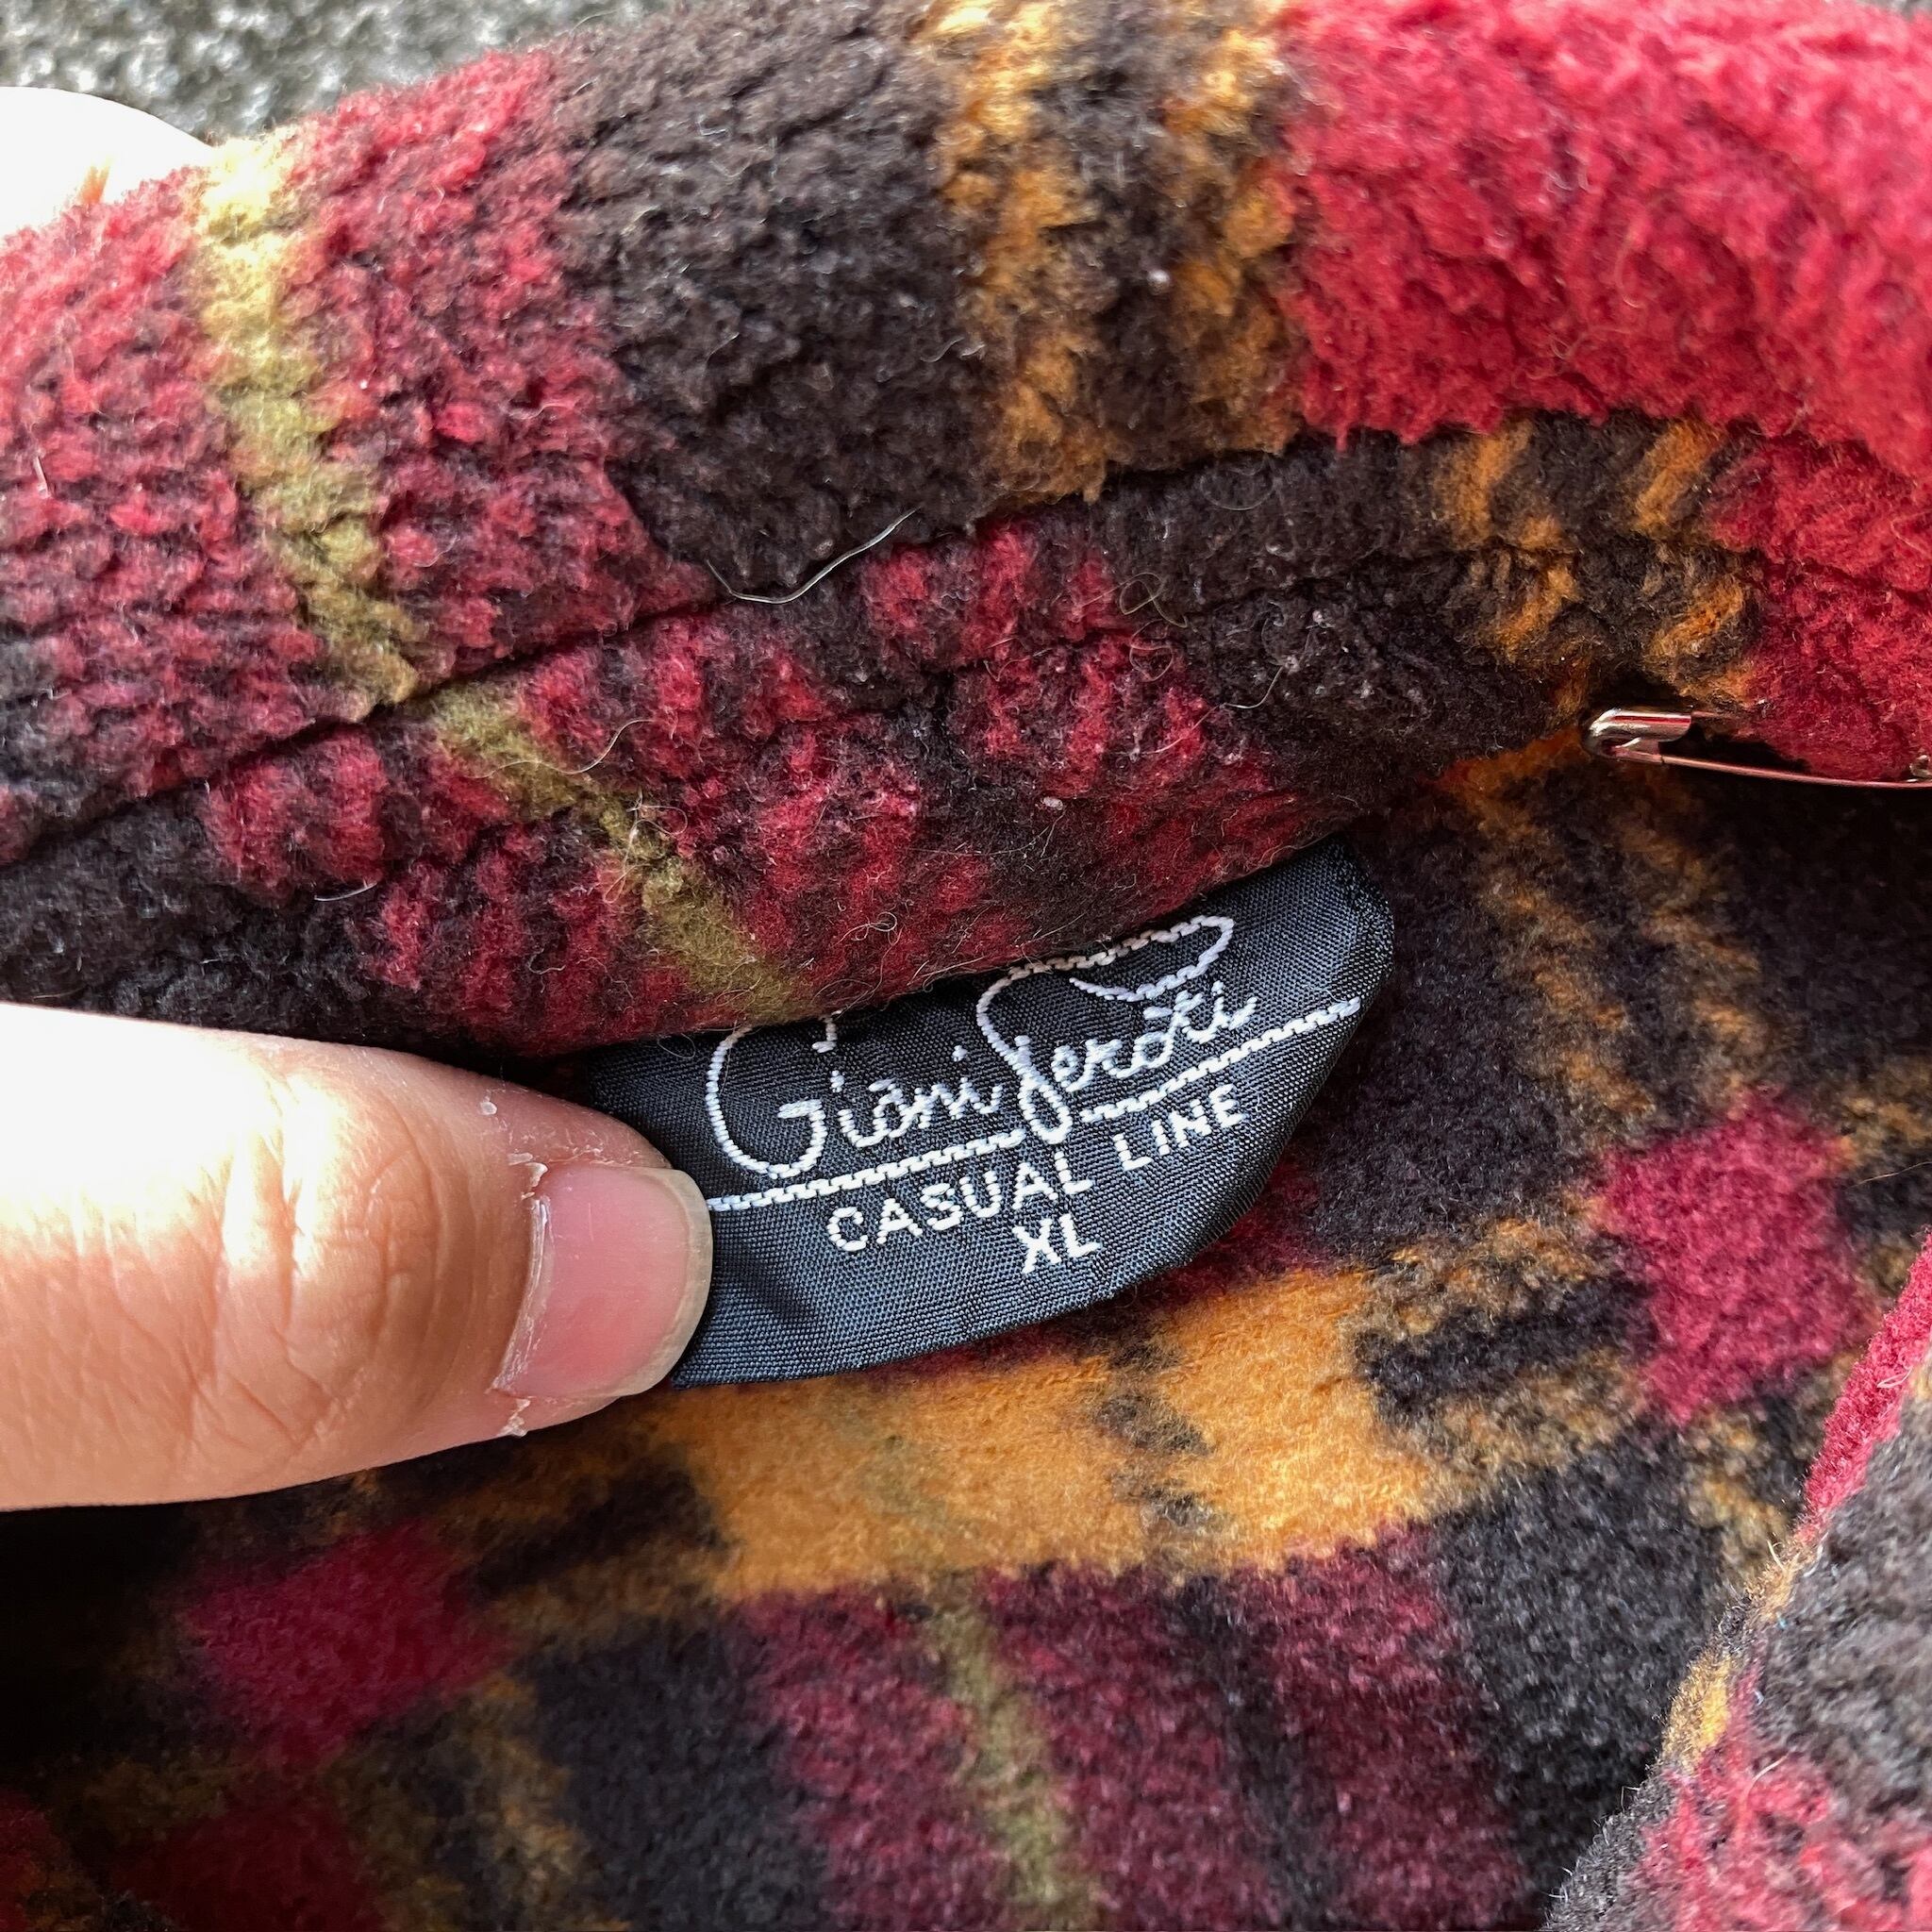 Giani Feroti
CASUAL LINE
XL